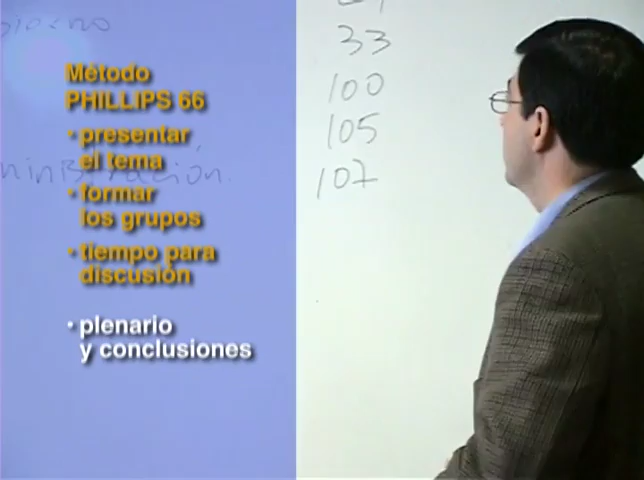 Método
PHILLIPS 66
• presentar
el tema
• formar
los grupos
• tiempo para
discusión
• plenario
y conclusiones
33
100
105
107